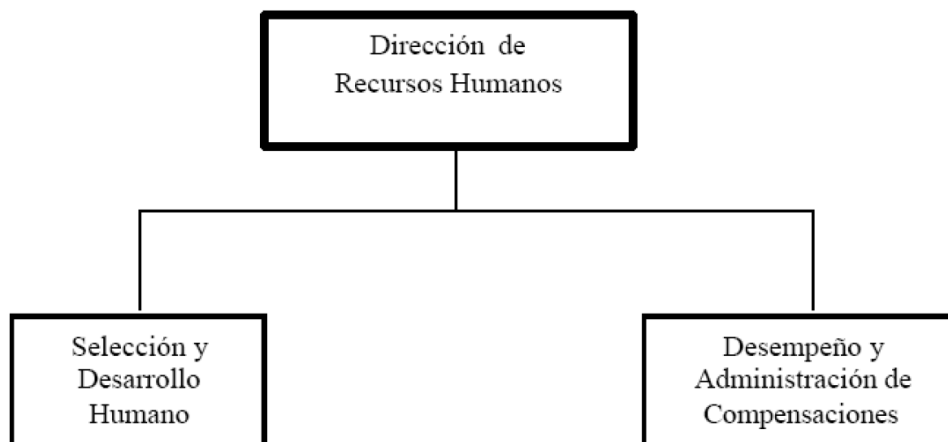 Dirección de
Recursos Humanos
Selección y
Desarrollo
Humano
Desempeño y
Administración de
Compensaciones